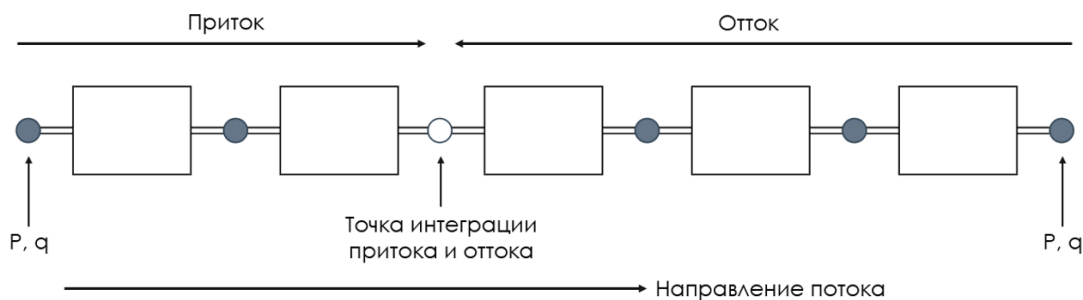 Приток
Отток
P, q
Точка интеграции
притока и оттока
P, q
Направление потока